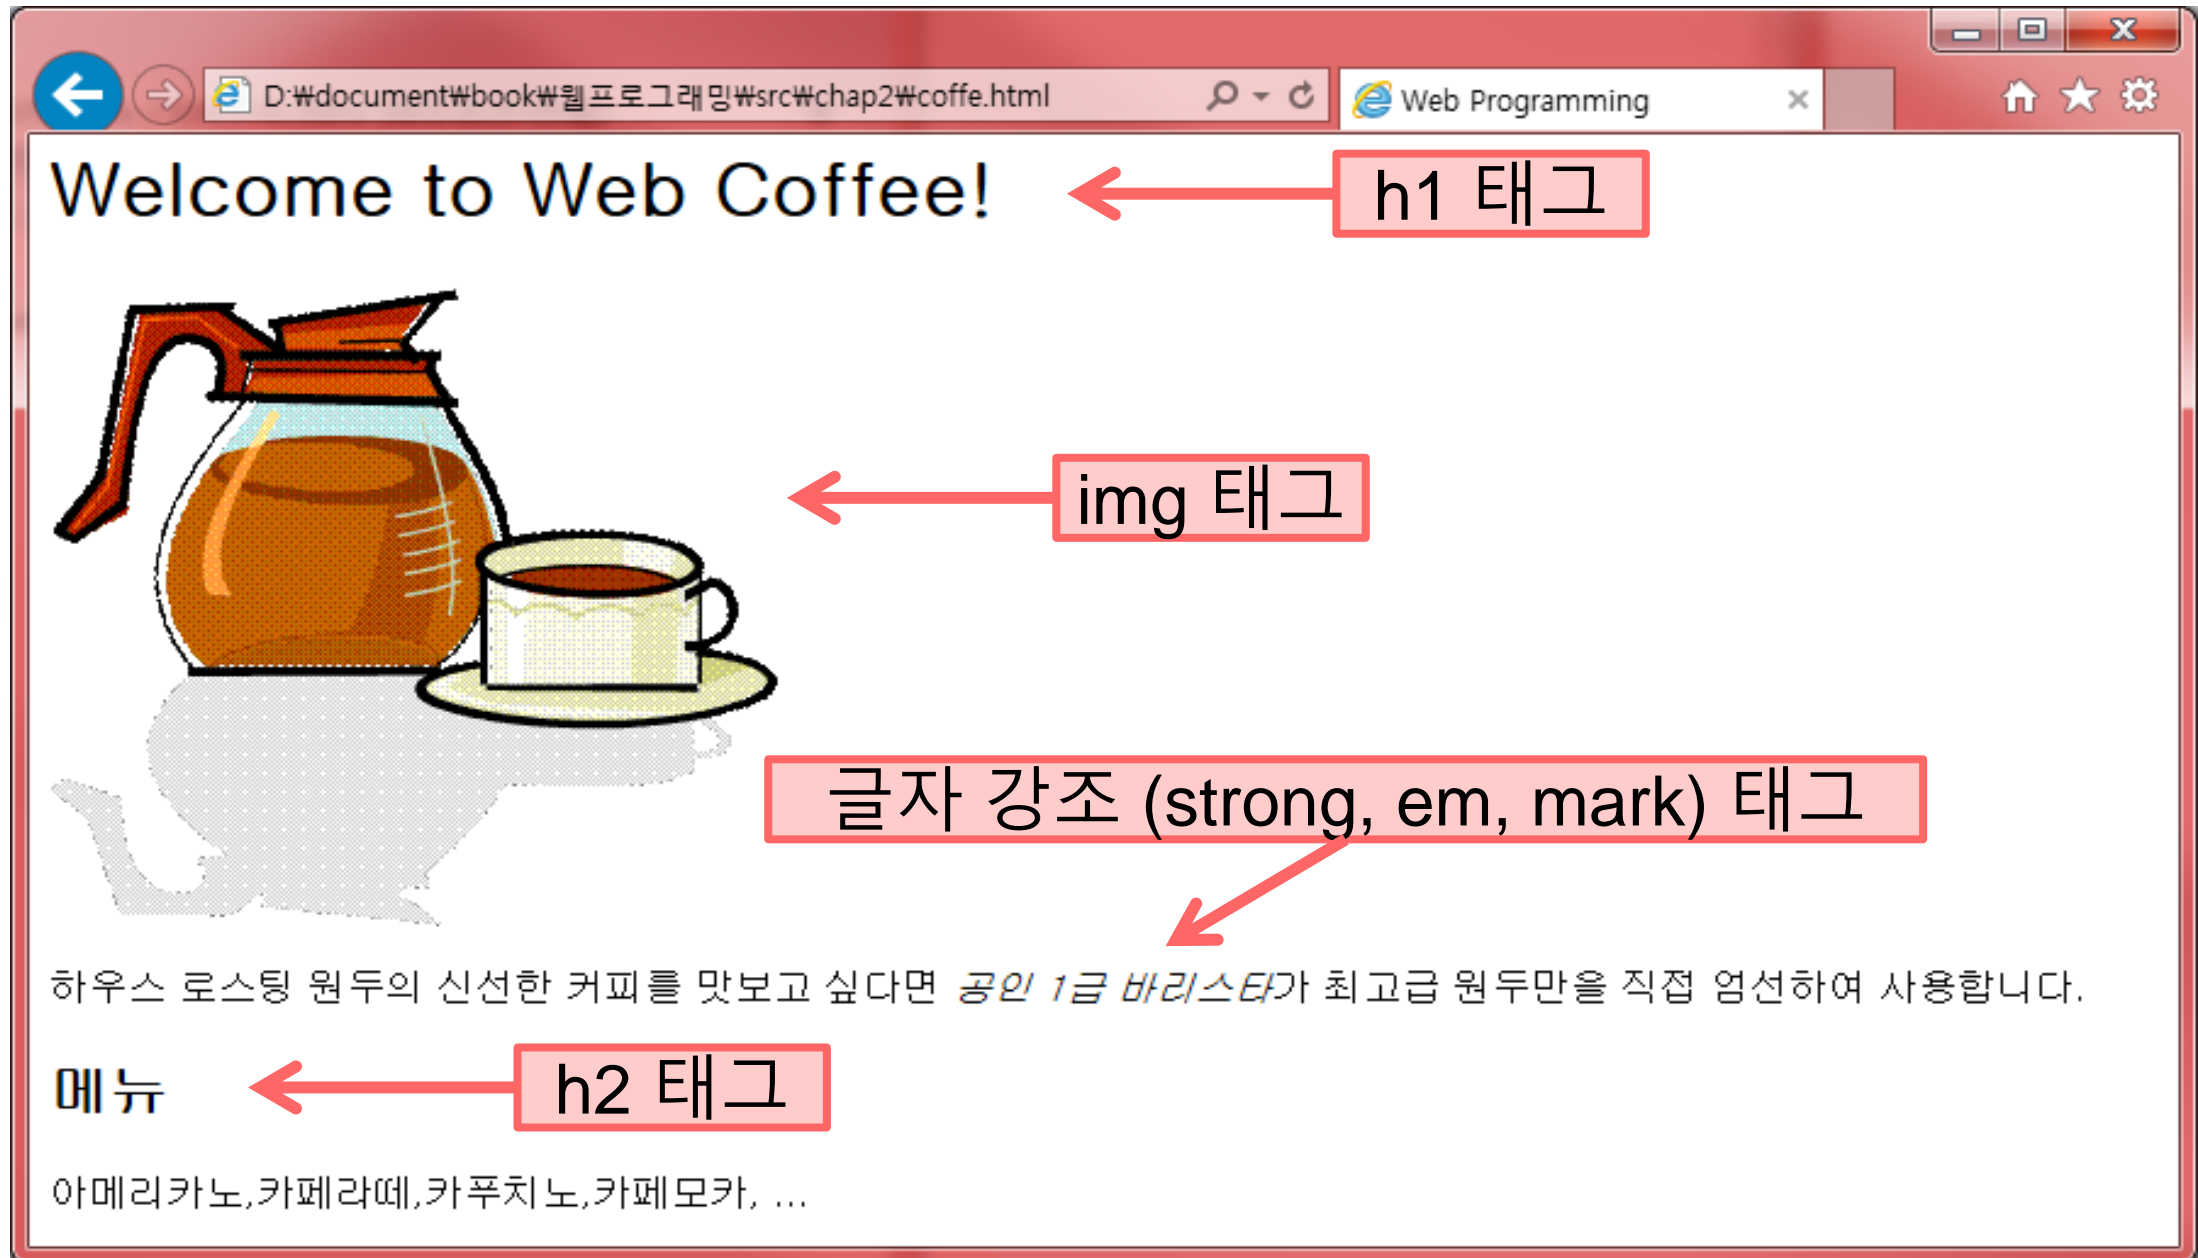 D:₩document₩book₩웹프로그래밍₩src₩chap2₩coffe.html
Web Programming
Welcome to Web Coffee!
h1 태그
img 태그
글자 강조 (strong, em, mark) 태그
하우스 로스팅 원두의 신선한 커피를 맛보고 싶다면 공인 1급 바리스타가 최고급 원두만을 직접 엄선하여 사용합니다.
메뉴
h2 태그
아메리카노,카페라떼,카푸치노,카페모카, ...